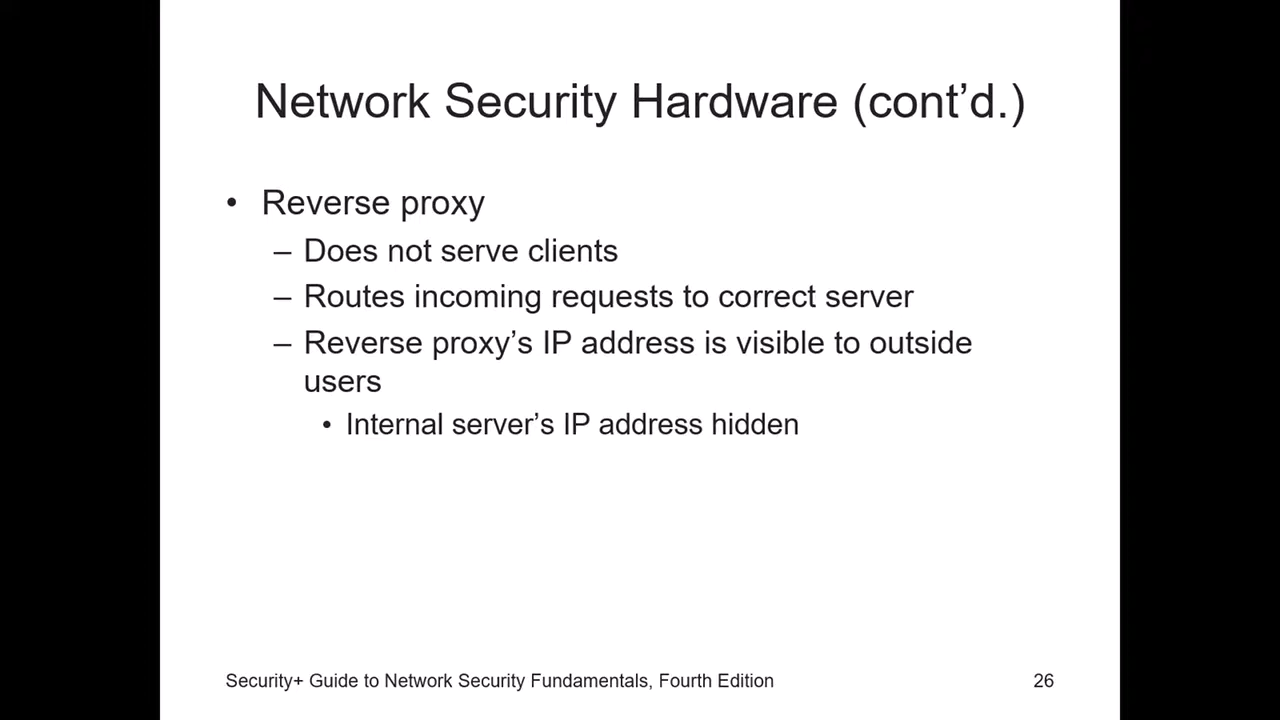 Network Security Hardware (cont’d.)
• Reverse proxy
– Does not serve clients
– Routes incoming requests to correct server
– Reverse proxy’s IP address is visible to outside
users
• Internal server’s IP address hidden
Security+ Guide to Network Security Fundamentals, Fourth Edition
26